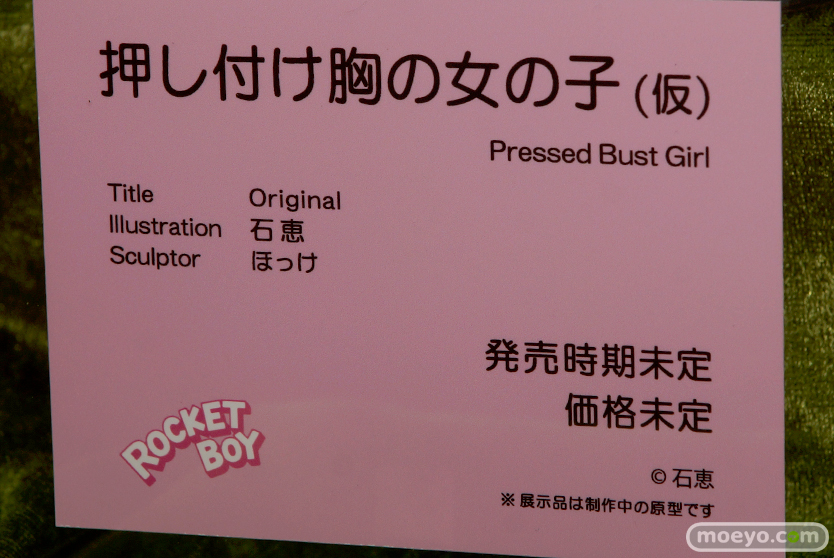 押し付け胸の女の子(仮)
Pressed Bust Girl
Title Original
Illustration 石恵
Sculptor ほっけ
発売時期未定
価格未定
ROCKET
BOY
©石恵
※展示品は制作中の原型です
moeyo.com